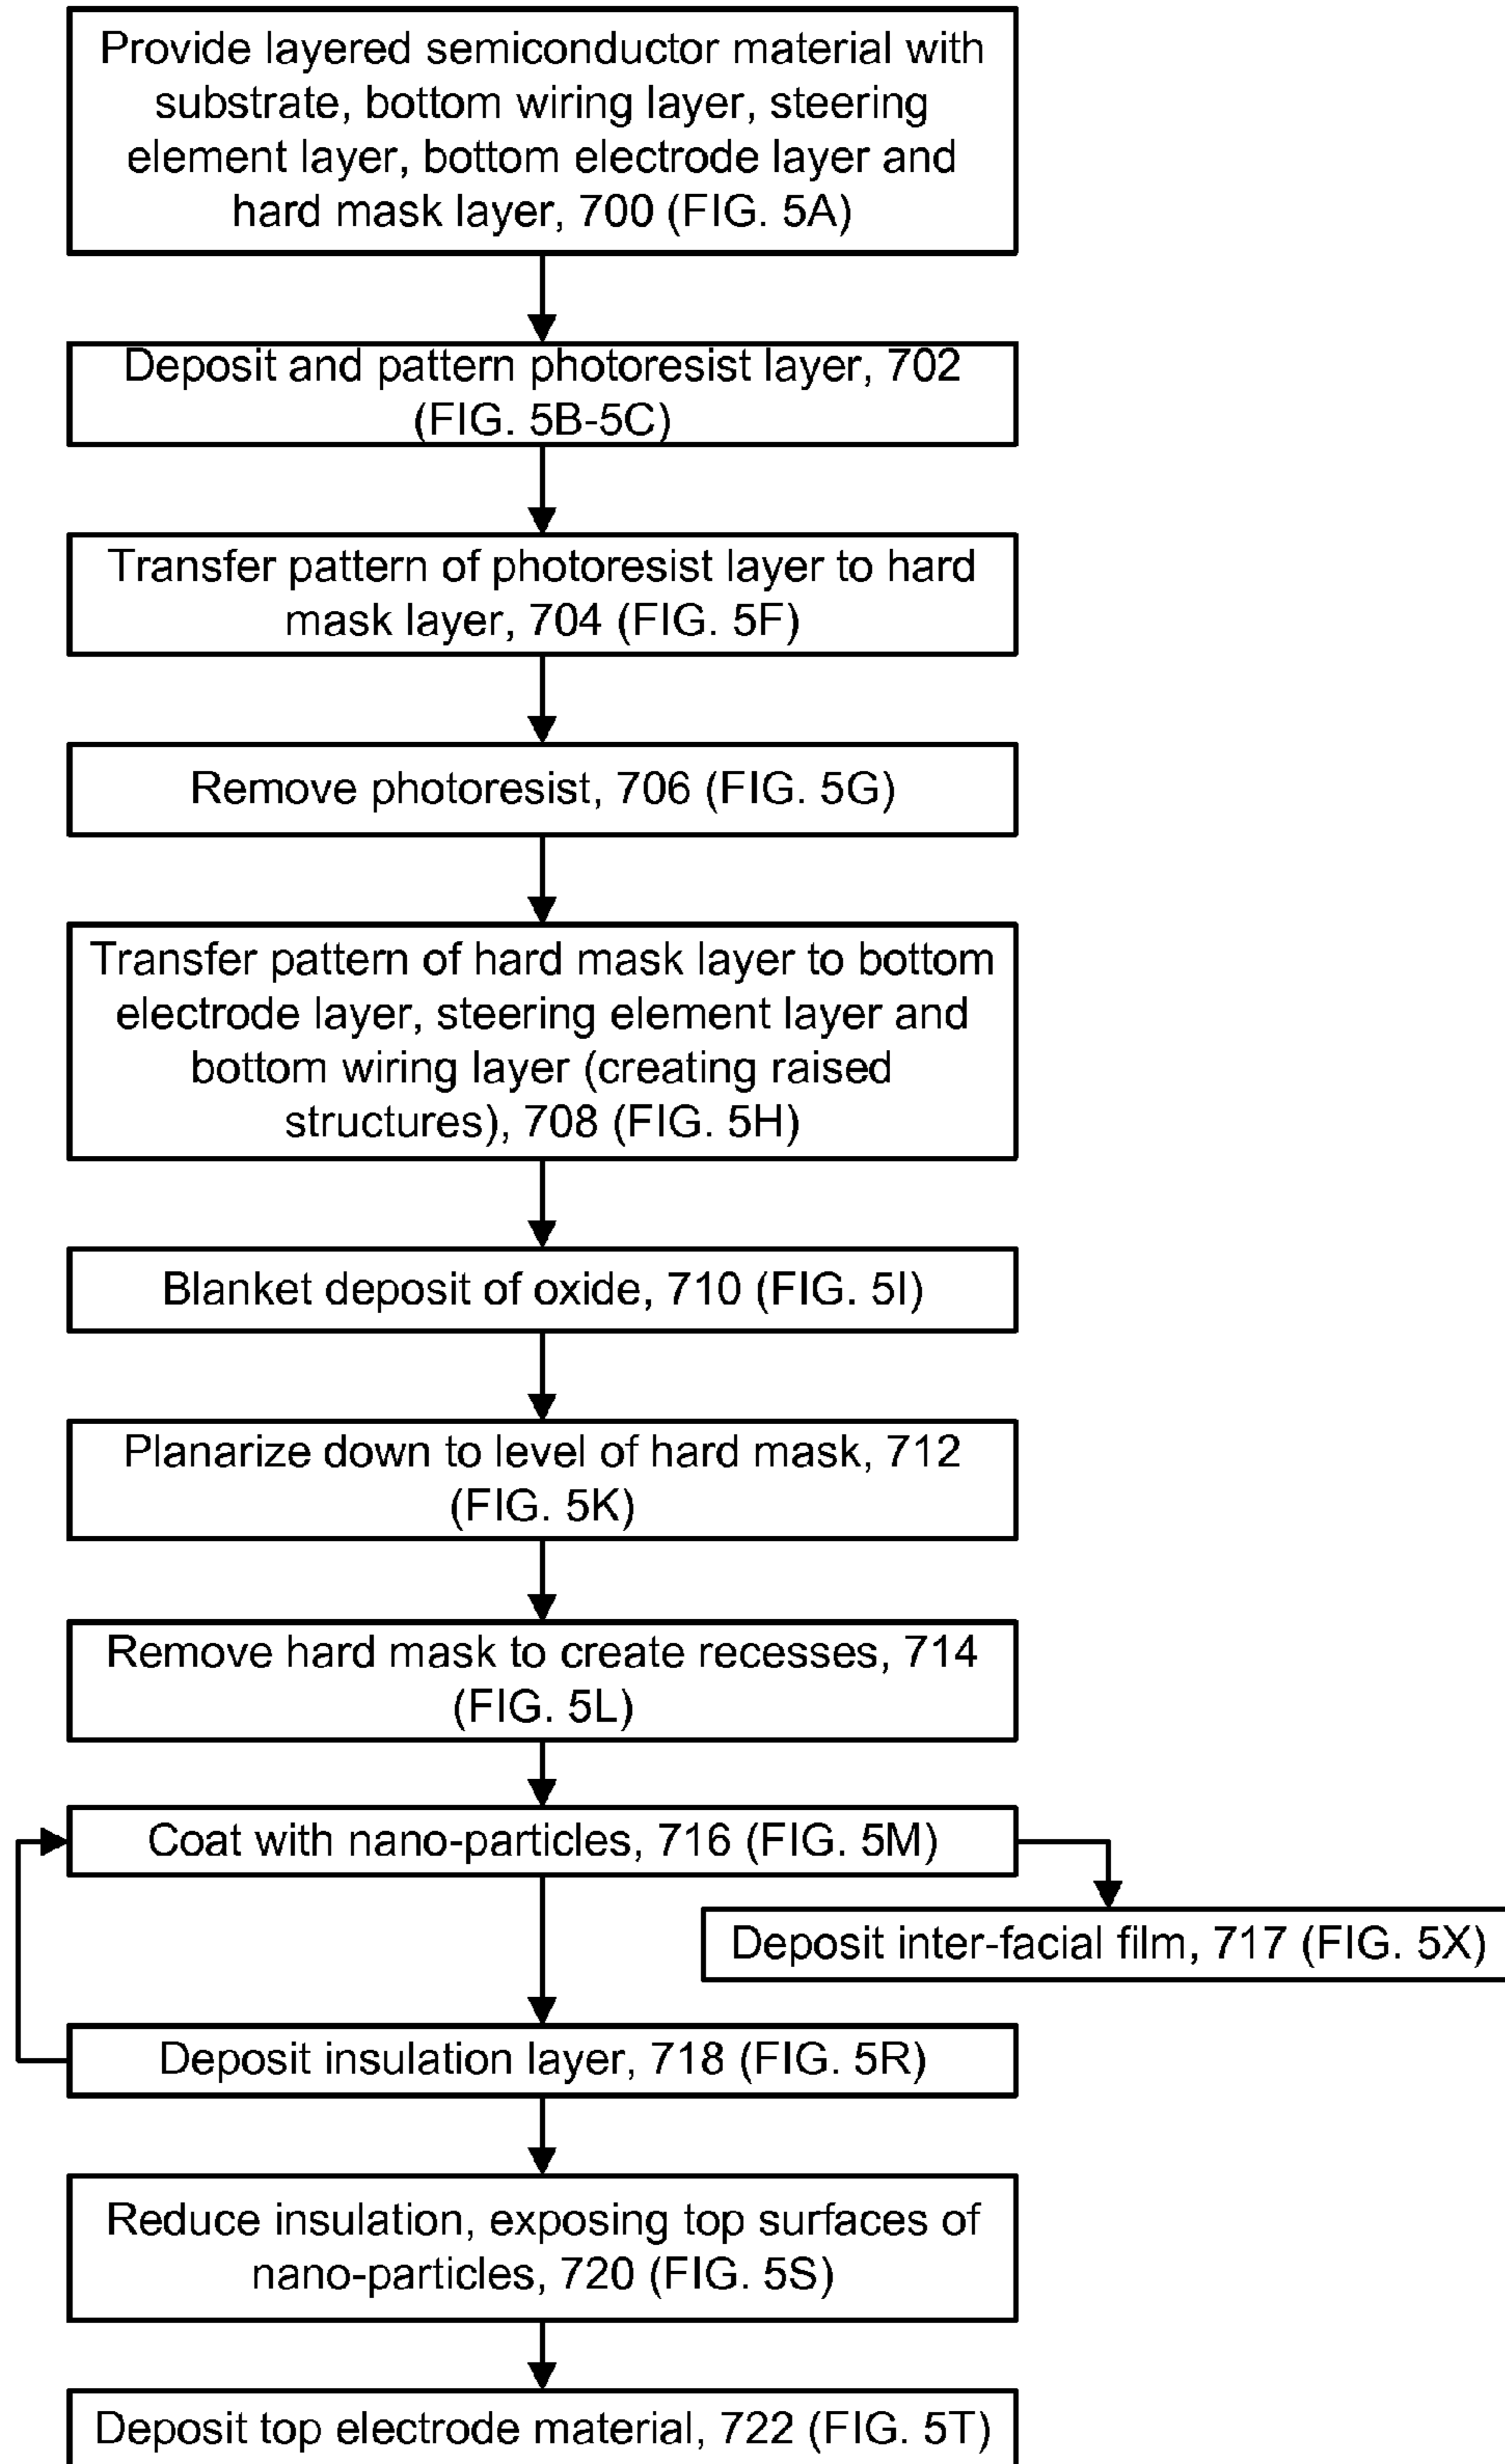 Provide layered semiconductor material with
substrate, bottom wiring layer, steering
element layer, bottom electrode layer and
hard mask layer, 700 (FIG. 5A)
Deposit and pattern photoresist layer, 702
(FIG. 5B-5C)
Transfer pattern of photoresist layer to hard
mask layer, 704 (FIG. 5F)
Remove photoresist, 706 (FIG. 5G)
Transfer pattern of hard mask layer to bottom
electrode layer, steering element layer and
bottom wiring layer (creating raised
structures), 708 (FIG. 5H)
Blanket deposit of oxide, 710 (FIG. 5I)
Planarize down to level of hard mask, 712
(FIG. 5K)
Remove hard mask to create recesses, 714
(FIG. 5L)
Coat with nano-particles, 716 (FIG. 5M)
Deposit inter-facial film, 717 (FIG. 5X)
Deposit insulation layer, 718 (FIG. 5R)
Reduce insulation, exposing top surfaces of
nano-particles, 720 (FIG. 5S)
Deposit top electrode material, 722 (FIG. 5T)